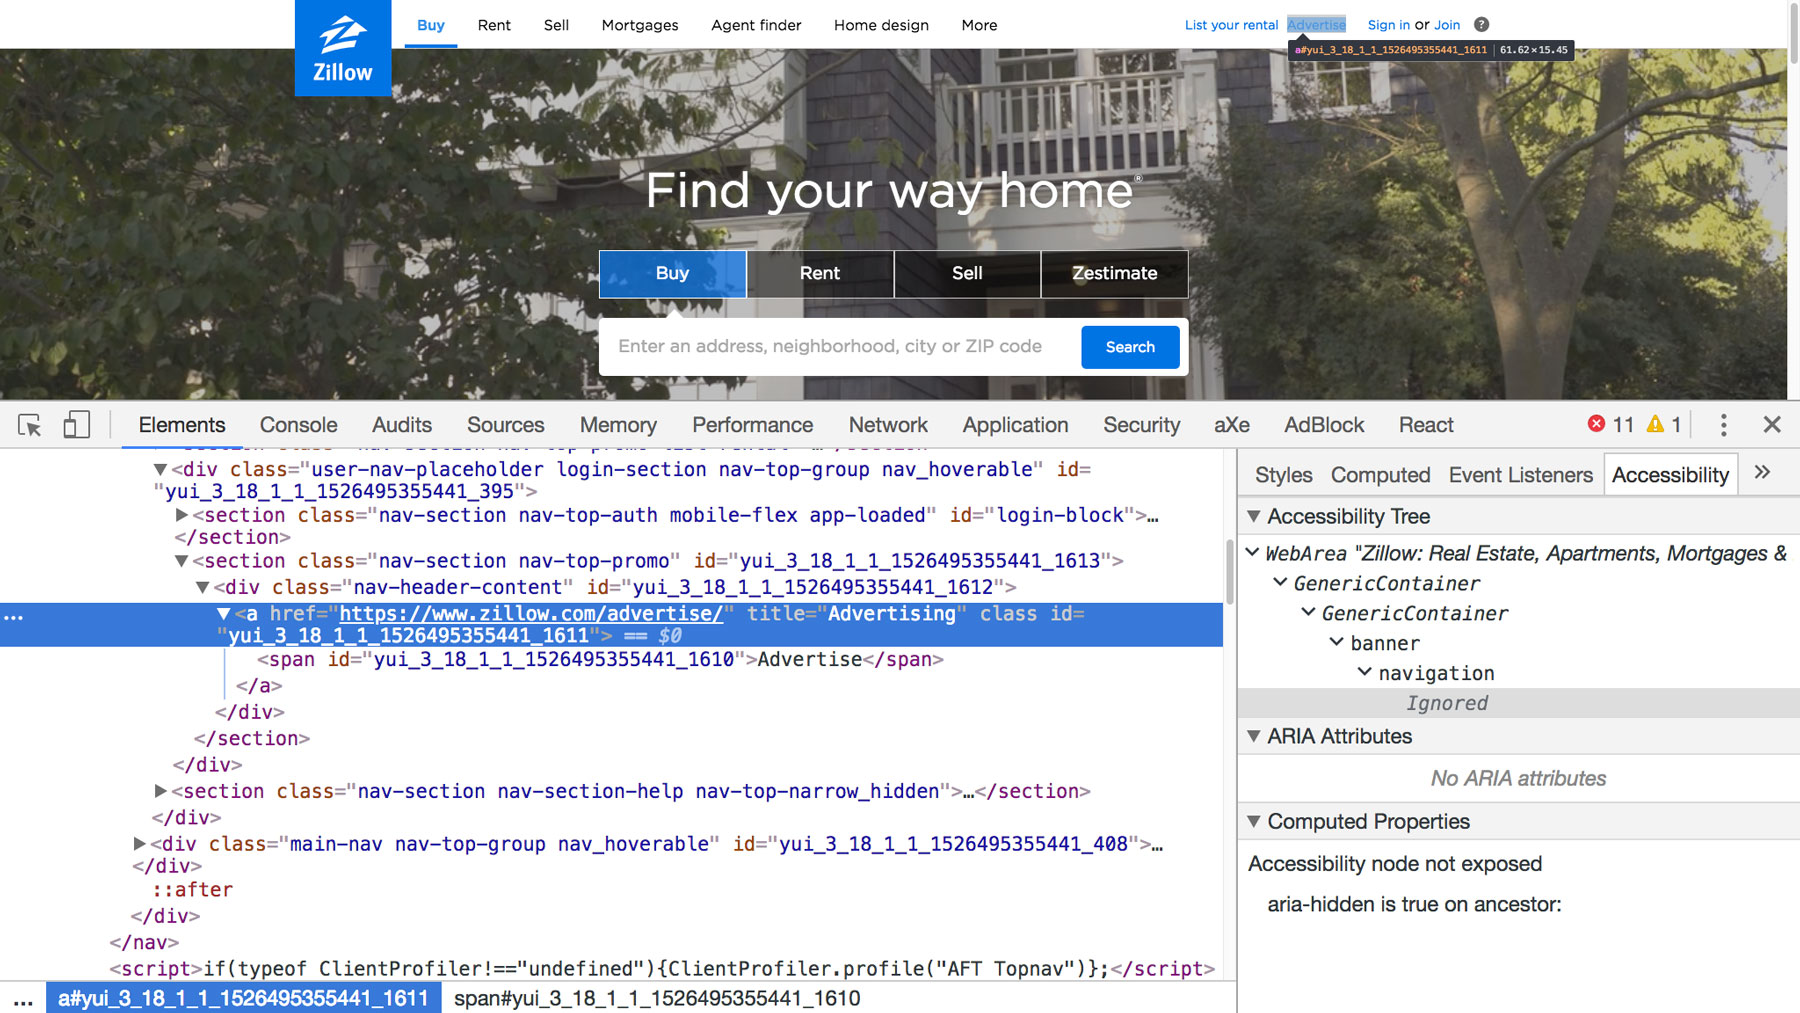 Buy Rent Sell Mortgages Agent finder Home design More List your rental Advertise Sign in or Join ?
Zillow
a#yui_3_18_1_1_1526495355441_1611 | 61.62 × 15.45
Find your way home®
Buy Rent Sell Zestimate
Enter an address, neighborhood, city or ZIP code Search
Elements Console Audits Sources Memory Performance Network Application Security aXe AdBlock React 11 1
<div class="user-nav-placeholder login-section nav-top-group nav_hoverable" id=
"yui_3_18_1_1_1526495355441_395">
<section class="nav-section nav-top-auth mobile-flex app-loaded" id="login-block">…
</section>
<section class="nav-section nav-top-promo" id="yui_3_18_1_1_1526495355441_1613">
<div class="nav-header-content" id="yui_3_18_1_1_1526495355441_1612">
… <a href="https://www.zillow.com/advertise/" title="Advertising" class id=
"yui_3_18_1_1_1526495355441_1611"> == $0
<span id="yui_3_18_1_1_1526495355441_1610">Advertise</span>
</a>
</div>
</section>
</div>
<section class="nav-section nav-section-help nav-top-narrow_hidden">…</section>
</div>
<div class="main-nav nav-top-group nav_hoverable" id="yui_3_18_1_1_1526495355441_408">…
</div>
::after
</div>
</nav>
<script>if(typeof ClientProfiler!=="undefined"){ClientProfiler.profile("AFT Topnav")};</script>
… a#yui_3_18_1_1_1526495355441_1611 span#yui_3_18_1_1_1526495355441_1610
Styles Computed Event Listeners Accessibility »
Accessibility Tree
WebArea "Zillow: Real Estate, Apartments, Mortgages &
GenericContainer
GenericContainer
banner
navigation
Ignored
ARIA Attributes
No ARIA attributes
Computed Properties
Accessibility node not exposed
aria-hidden is true on ancestor: